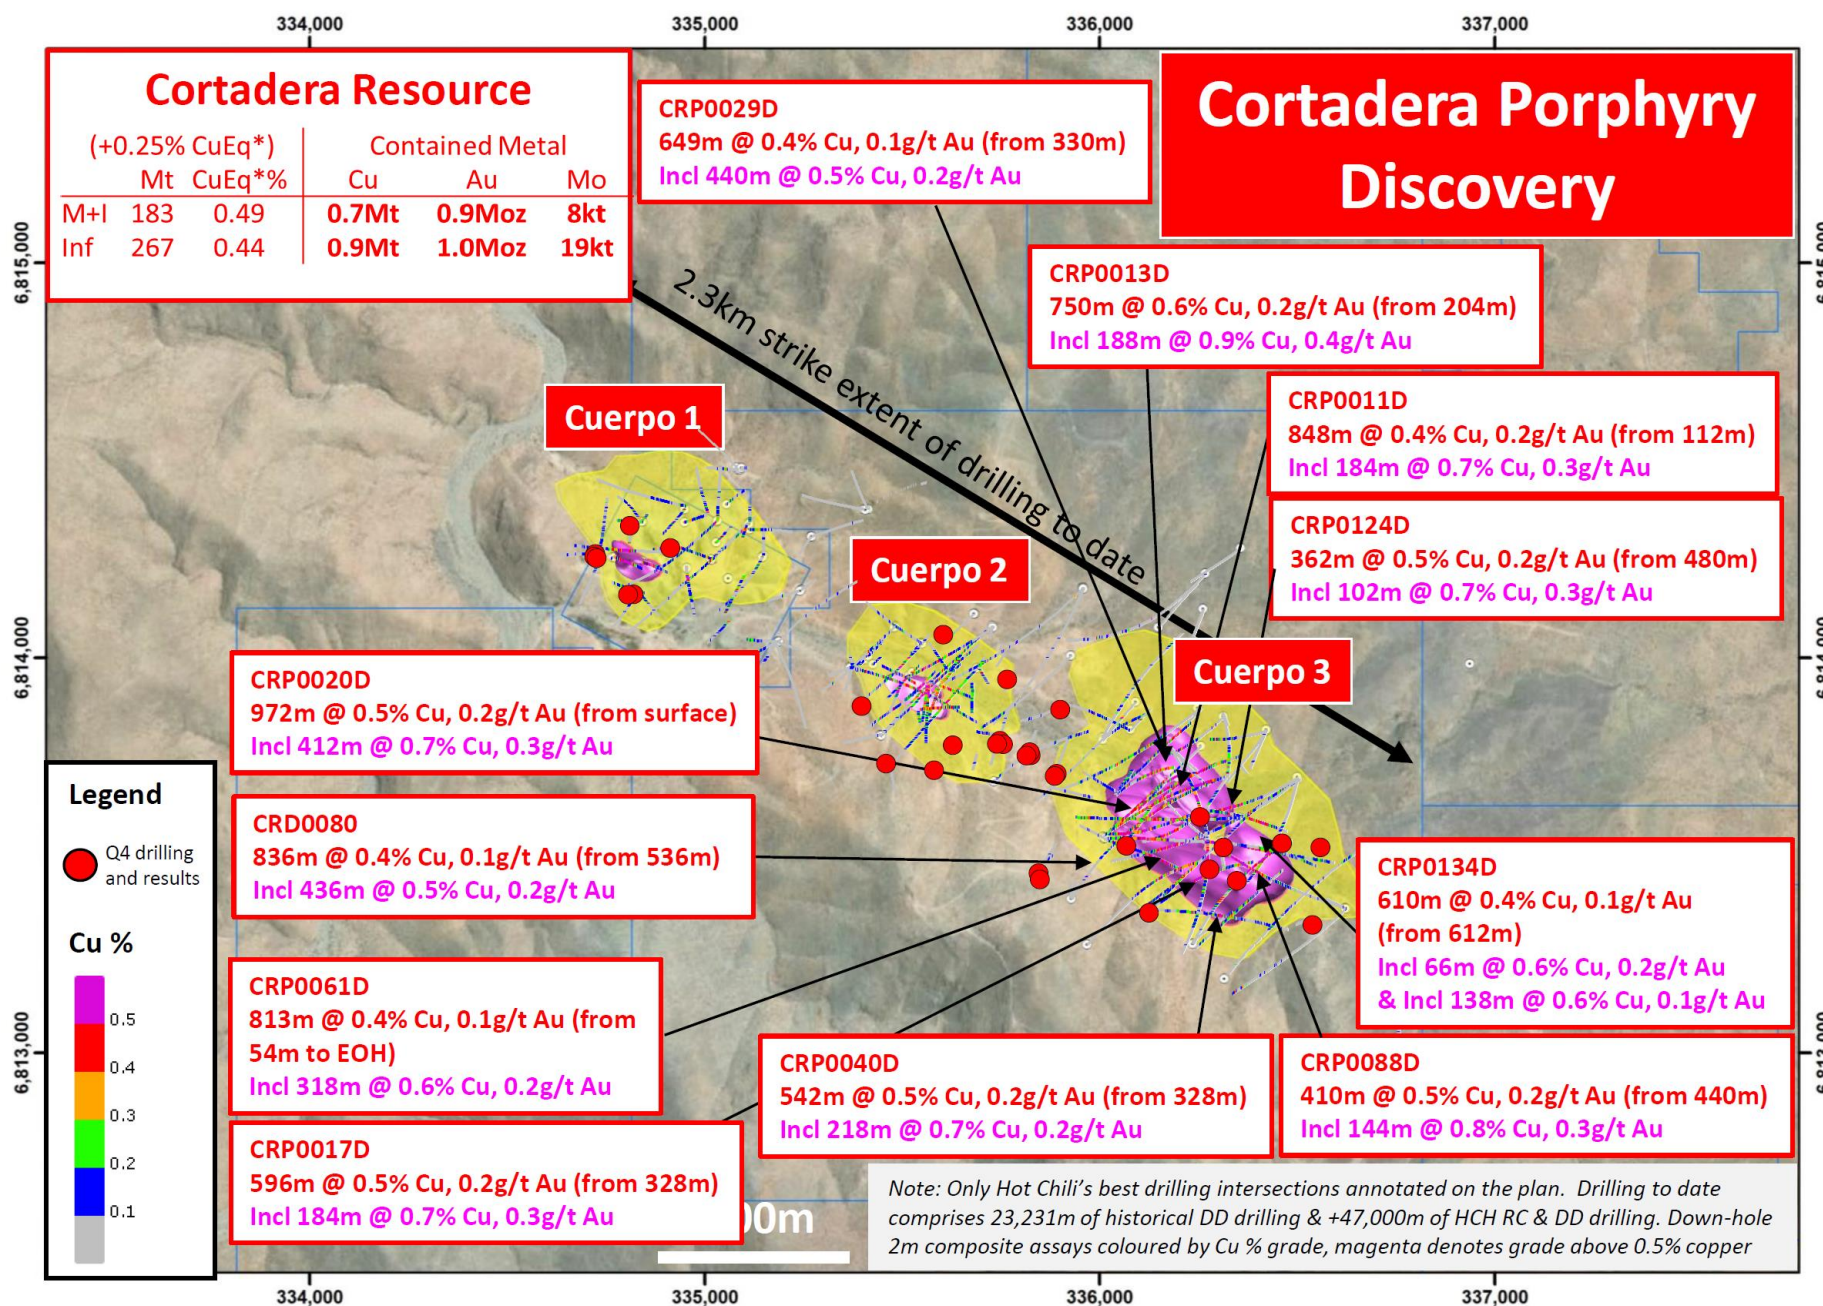 334,000
335,000
336,000
337,000
Cortadera Resource
(+0.25% CuEq*) Contained Metal
Mt CuEq*% Cu Au Mo
M+I 183 0.49 0.7Mt 0.9Moz 8kt
Inf 267 0.44 0.9Mt 1.0Moz 19kt
Cortadera Porphyry
Discovery
CRP0029D
649m @ 0.4% Cu, 0.1g/t Au (from 330m)
Incl 440m @ 0.5% Cu, 0.2g/t Au
CRP0013D
750m @ 0.6% Cu, 0.2g/t Au (from 204m)
Incl 188m @ 0.9% Cu, 0.4g/t Au
CRP0011D
848m @ 0.4% Cu, 0.2g/t Au (from 112m)
Incl 184m @ 0.7% Cu, 0.3g/t Au
CRP0124D
362m @ 0.5% Cu, 0.2g/t Au (from 480m)
Incl 102m @ 0.7% Cu, 0.3g/t Au
2.3km strike extent of drilling to date
Cuerpo 1
Cuerpo 2
Cuerpo 3
6,815,000
6,814,000
6,813,000
CRP0020D
972m @ 0.5% Cu, 0.2g/t Au (from surface)
Incl 412m @ 0.7% Cu, 0.3g/t Au
CRD0080
836m @ 0.4% Cu, 0.1g/t Au (from 536m)
Incl 436m @ 0.5% Cu, 0.2g/t Au
CRP0061D
813m @ 0.4% Cu, 0.1g/t Au (from
54m to EOH)
Incl 318m @ 0.6% Cu, 0.2g/t Au
CRP0017D
596m @ 0.5% Cu, 0.2g/t Au (from 328m)
Incl 184m @ 0.7% Cu, 0.3g/t Au
CRP0040D
542m @ 0.5% Cu, 0.2g/t Au (from 328m)
Incl 218m @ 0.7% Cu, 0.2g/t Au
CRP0134D
610m @ 0.4% Cu, 0.1g/t Au
(from 612m)
Incl 66m @ 0.6% Cu, 0.2g/t Au
& Incl 138m @ 0.6% Cu, 0.1g/t Au
CRP0088D
410m @ 0.5% Cu, 0.2g/t Au (from 440m)
Incl 144m @ 0.8% Cu, 0.3g/t Au
Legend
Q4 drilling
and results
Cu %
0.5
0.4
0.3
0.2
0.1
Note: Only Hot Chili's best drilling intersections annotated on the plan. Drilling to date
comprises 23,231m of historical DD drilling & +47,000m of HCH RC & DD drilling. Down-hole
2m composite assays coloured by Cu % grade, magenta denotes grade above 0.5% copper
334,000
335,000
336,000
337,000